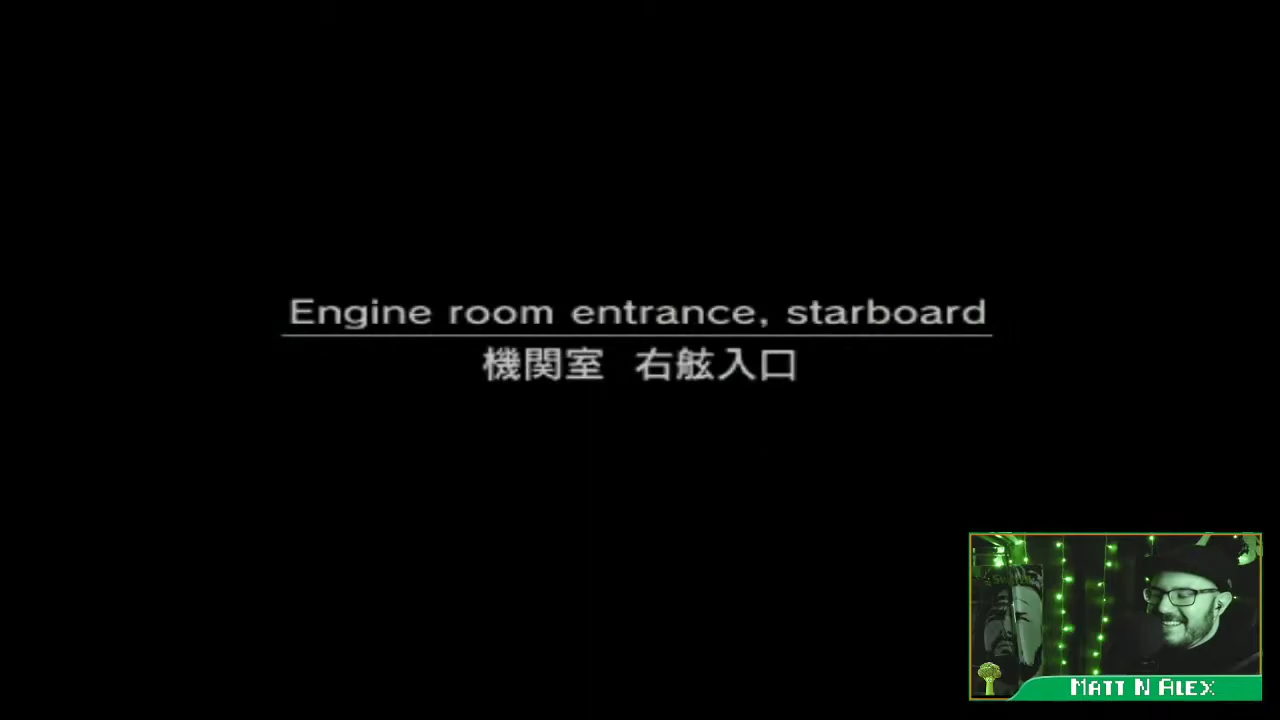 Engine room entrance, starboard
機関室 右舷入口
MATT N ALEX